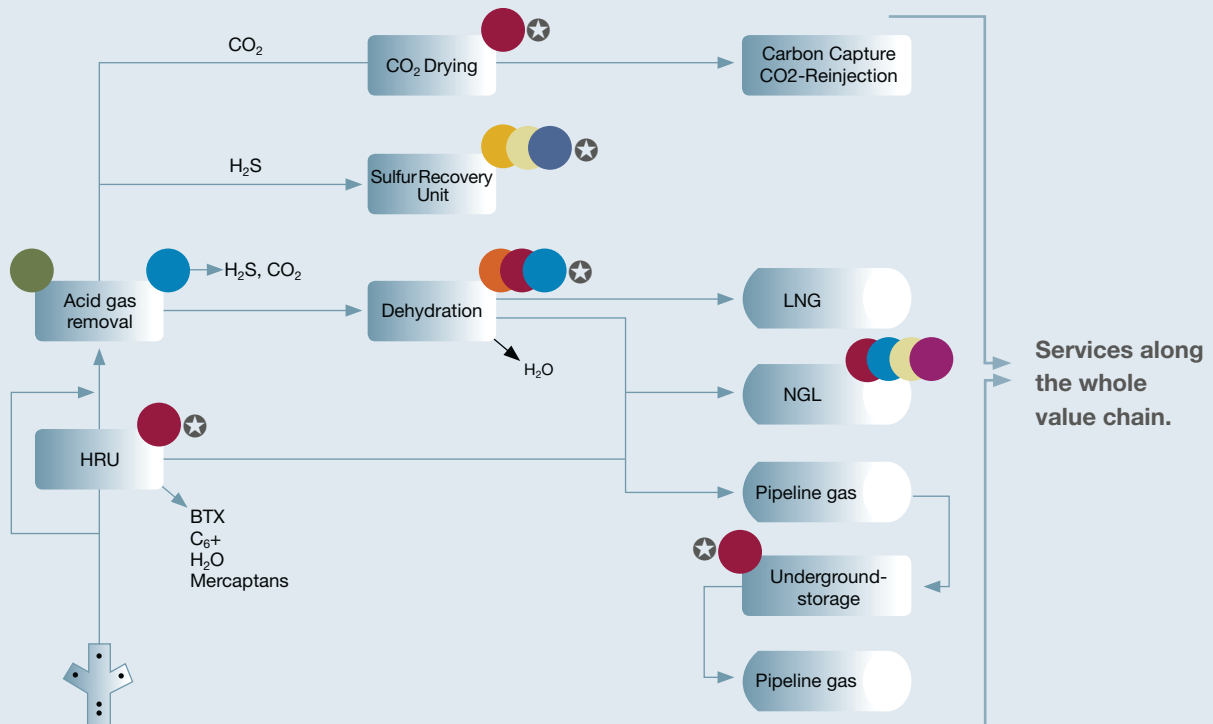 CO₂
CO₂ Drying
Carbon Capture
CO2-Reinjection
H₂S
Sulfur Recovery
Unit
H₂S, CO₂
Acid gas
removal
Dehydration
H₂O
LNG
NGL
Services along
the whole
value chain.
HRU
BTX
C₆+
H₂O
Mercaptans
Pipeline gas
Underground-
storage
Pipeline gas